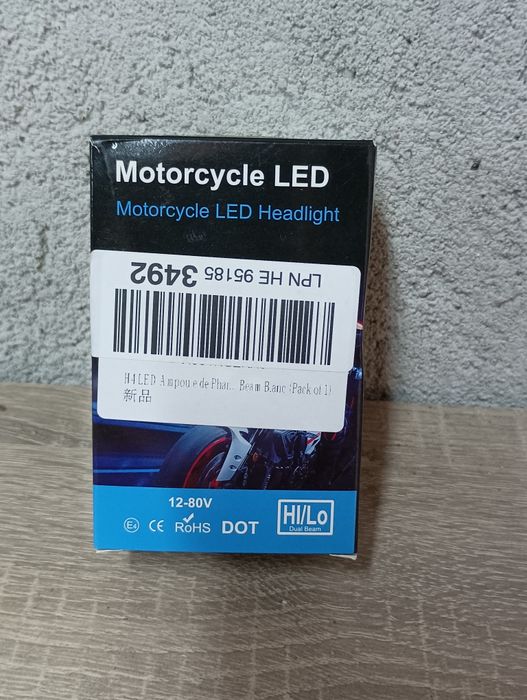 Motorcycle LED
Motorcycle LED Headlight
LPN HE 95185 3492
H4 LED Ampoule de Phar... Beam Blanc (Pack of 1)
新品
12-80V
E4 CE RoHS DOT
HI/Lo
Dual Beam